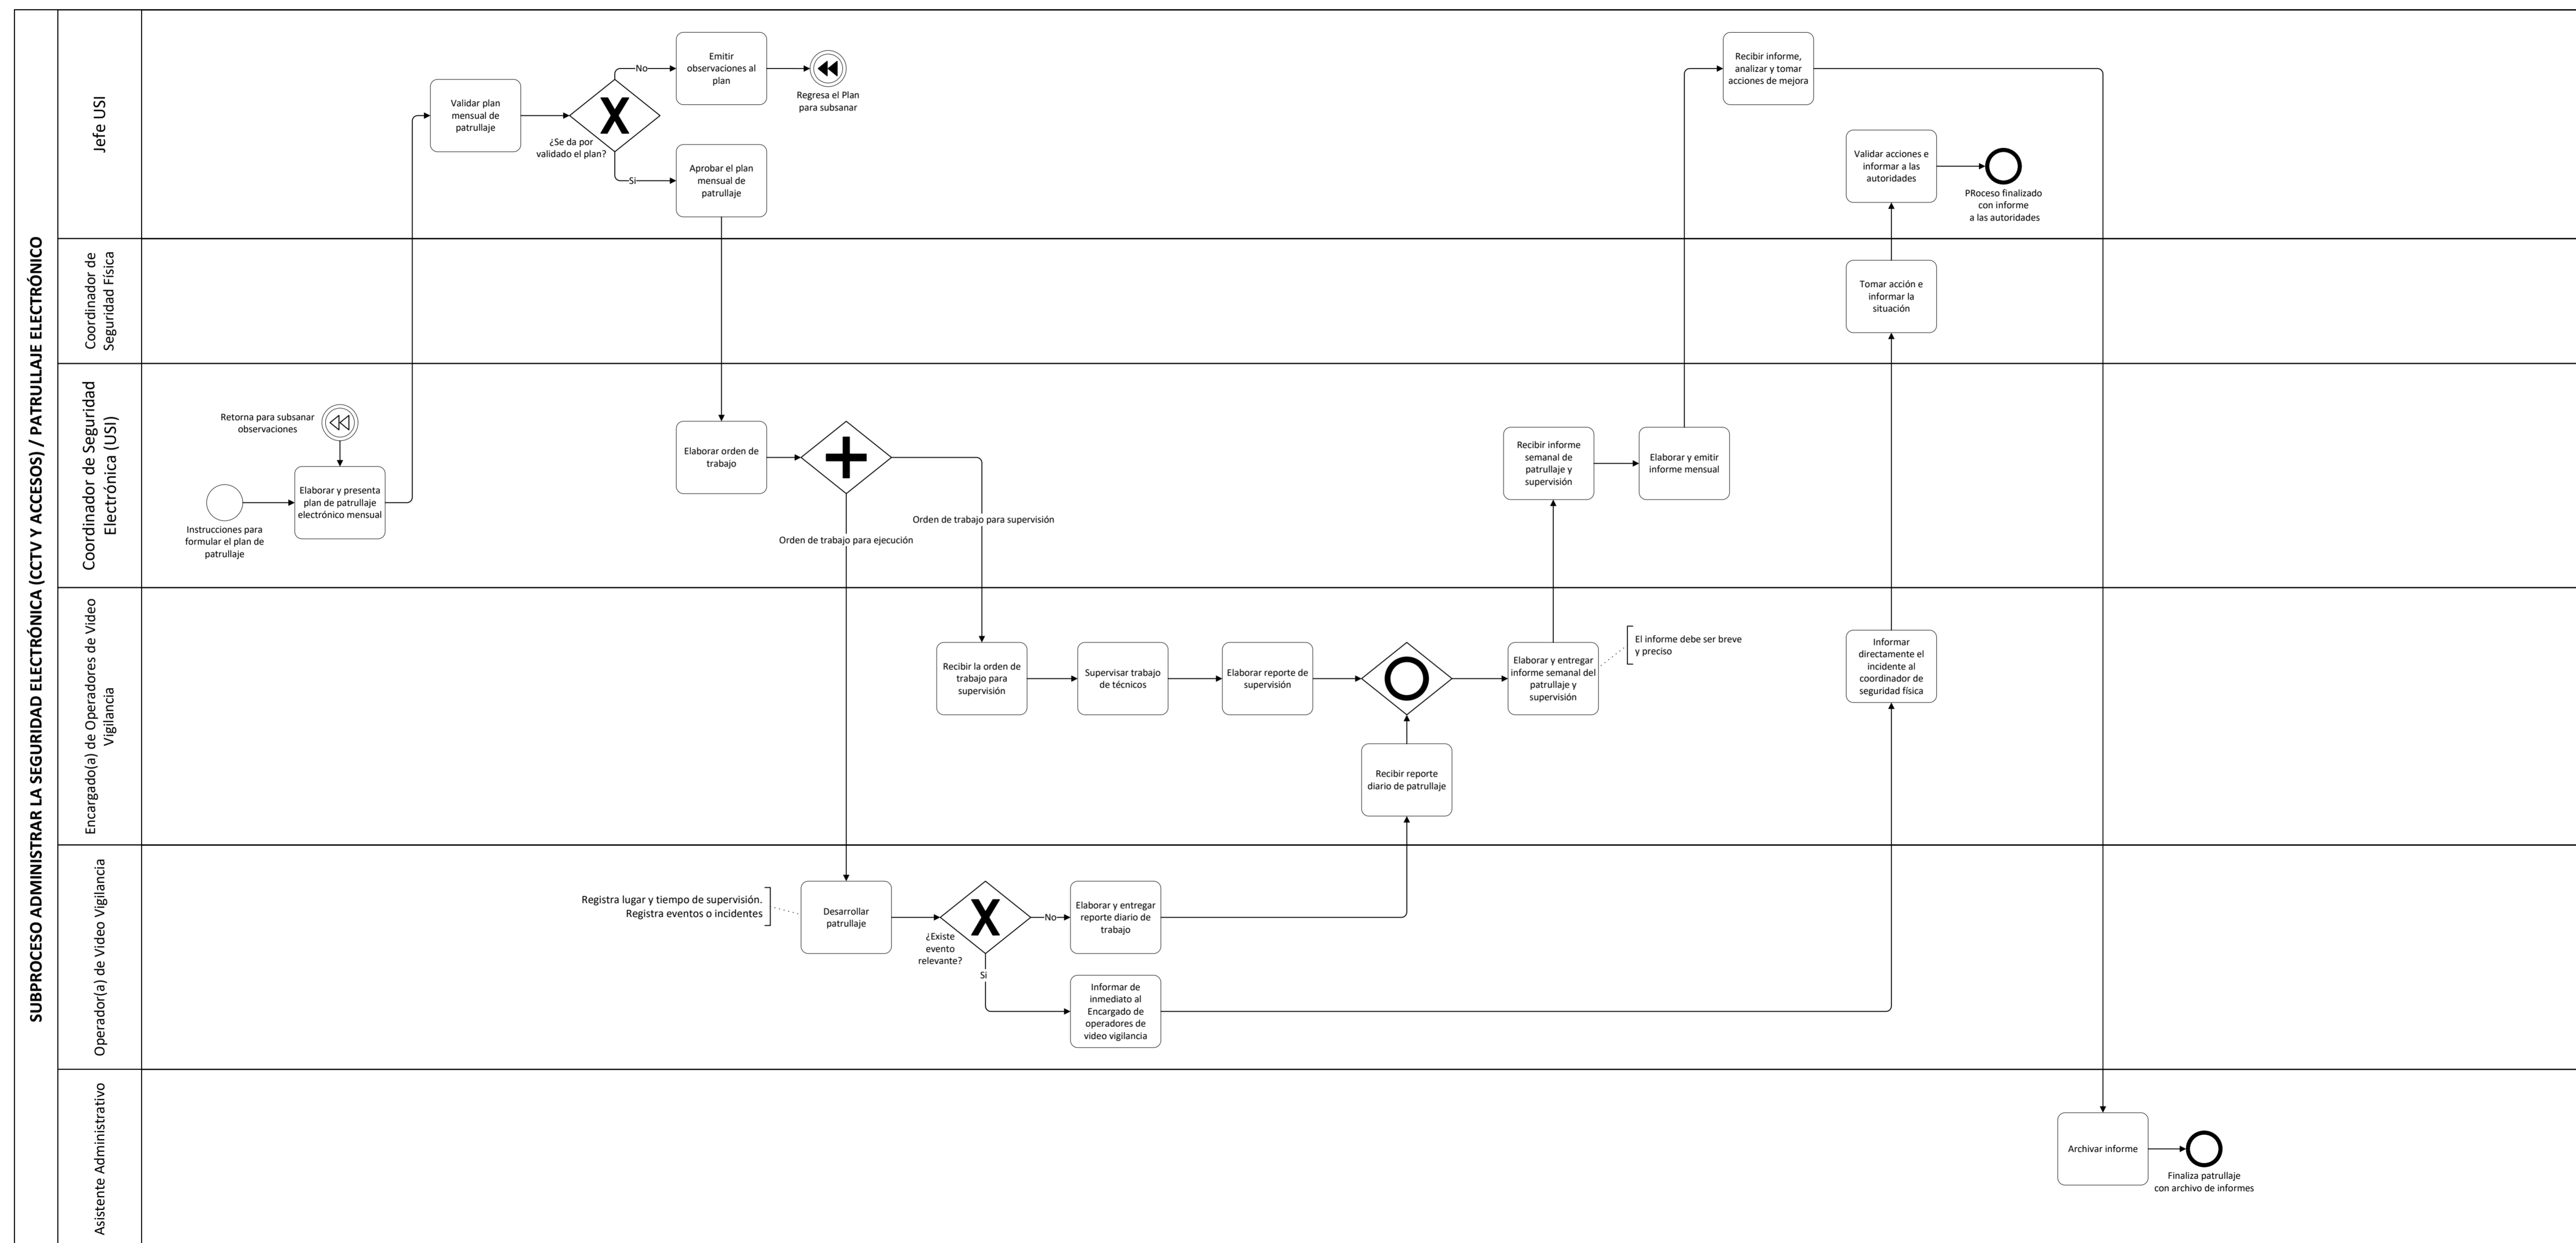 SUBPROCESO ADMINISTRAR LA SEGURIDAD ELECTRÓNICA (CCTV Y ACCESOS) / PATRULLAJE ELECTRÓNICO
Jefe USI
Validar plan
mensual de
patrullaje
¿Se da por
validado el plan?
No
Emitir
observaciones al
plan
Regresa el Plan
para subsanar
Si
Aprobar el plan
mensual de
patrullaje
Recibir informe,
analizar y tomar
acciones de mejora
Validar acciones e
informar a las
autoridades
PRoceso finalizado
con informe
a las autoridades
Coordinador de
Seguridad Física
Tomar acción e
informar la
situación
Coordinador de Seguridad
Electrónica (USI)
Retorna para subsanar
observaciones
Instrucciones para
formular el plan de
patrullaje
Elaborar y presenta
plan de patrullaje
electrónico mensual
Elaborar orden de
trabajo
Orden de trabajo para supervisión
Orden de trabajo para ejecución
Recibir informe
semanal de
patrullaje y
supervisión
Elaborar y emitir
informe mensual
Encargado(a) de Operadores de Video
Vigilancia
Recibir la orden de
trabajo para
supervisión
Supervisar trabajo
de técnicos
Elaborar reporte de
supervisión
Recibir reporte
diario de patrullaje
Elaborar y entregar
informe semanal del
patrullaje y
supervisión
El informe debe ser breve
y preciso
Informar
directamente el
incidente al
coordinador de
seguridad física
Operador(a) de Video Vigilancia
Registra lugar y tiempo de supervisión.
Registra eventos o incidentes
Desarrollar
patrullaje
¿Existe
evento
relevante?
No
Elaborar y entregar
reporte diario de
trabajo
Si
Informar de
inmediato al
Encargado de
operadores de
video vigilancia
Asistente Administrativo
Archivar informe
Finaliza patrullaje
con archivo de informes